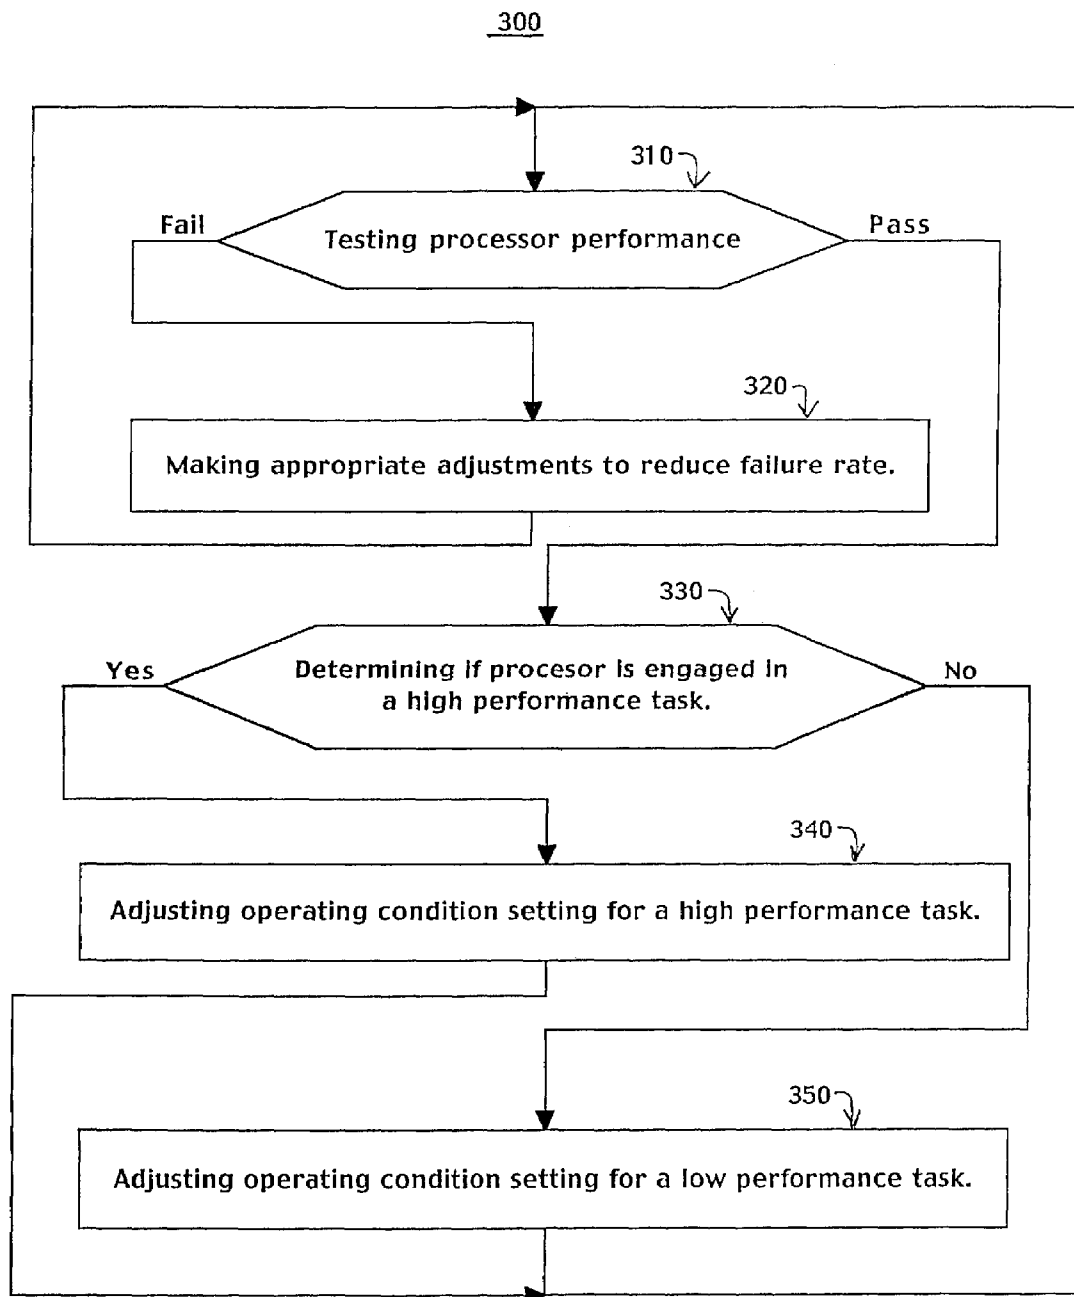 300
310
Fail
Pass
Testing processor performance
320
Making appropriate adjustments to reduce failure rate.
330
Yes
No
Determining if procesor is engaged in
a high performance task.
340
Adjusting operating condition setting for a high performance task.
350
Adjusting operating condition setting for a low performance task.